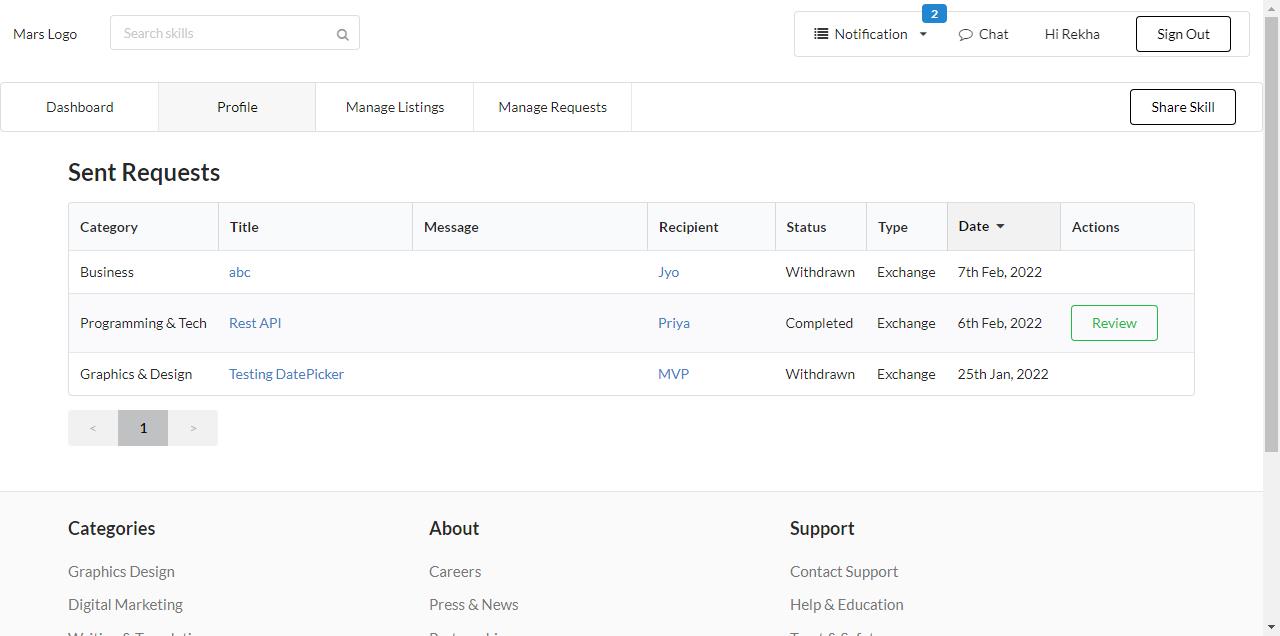 2
Mars Logo Search skills Notification Chat Hi Rekha Sign Out
Dashboard Profile Manage Listings Manage Requests Share Skill
Sent Requests
Category Title Message Recipient Status Type Date Actions
Business abc Jyo Withdrawn Exchange 7th Feb, 2022
Programming & Tech Rest API Priya Completed Exchange 6th Feb, 2022 Review
Graphics & Design Testing DatePicker MVP Withdrawn Exchange 25th Jan, 2022
< 1 >
Categories About Support
Graphics Design Careers Contact Support
Digital Marketing Press & News Help & Education